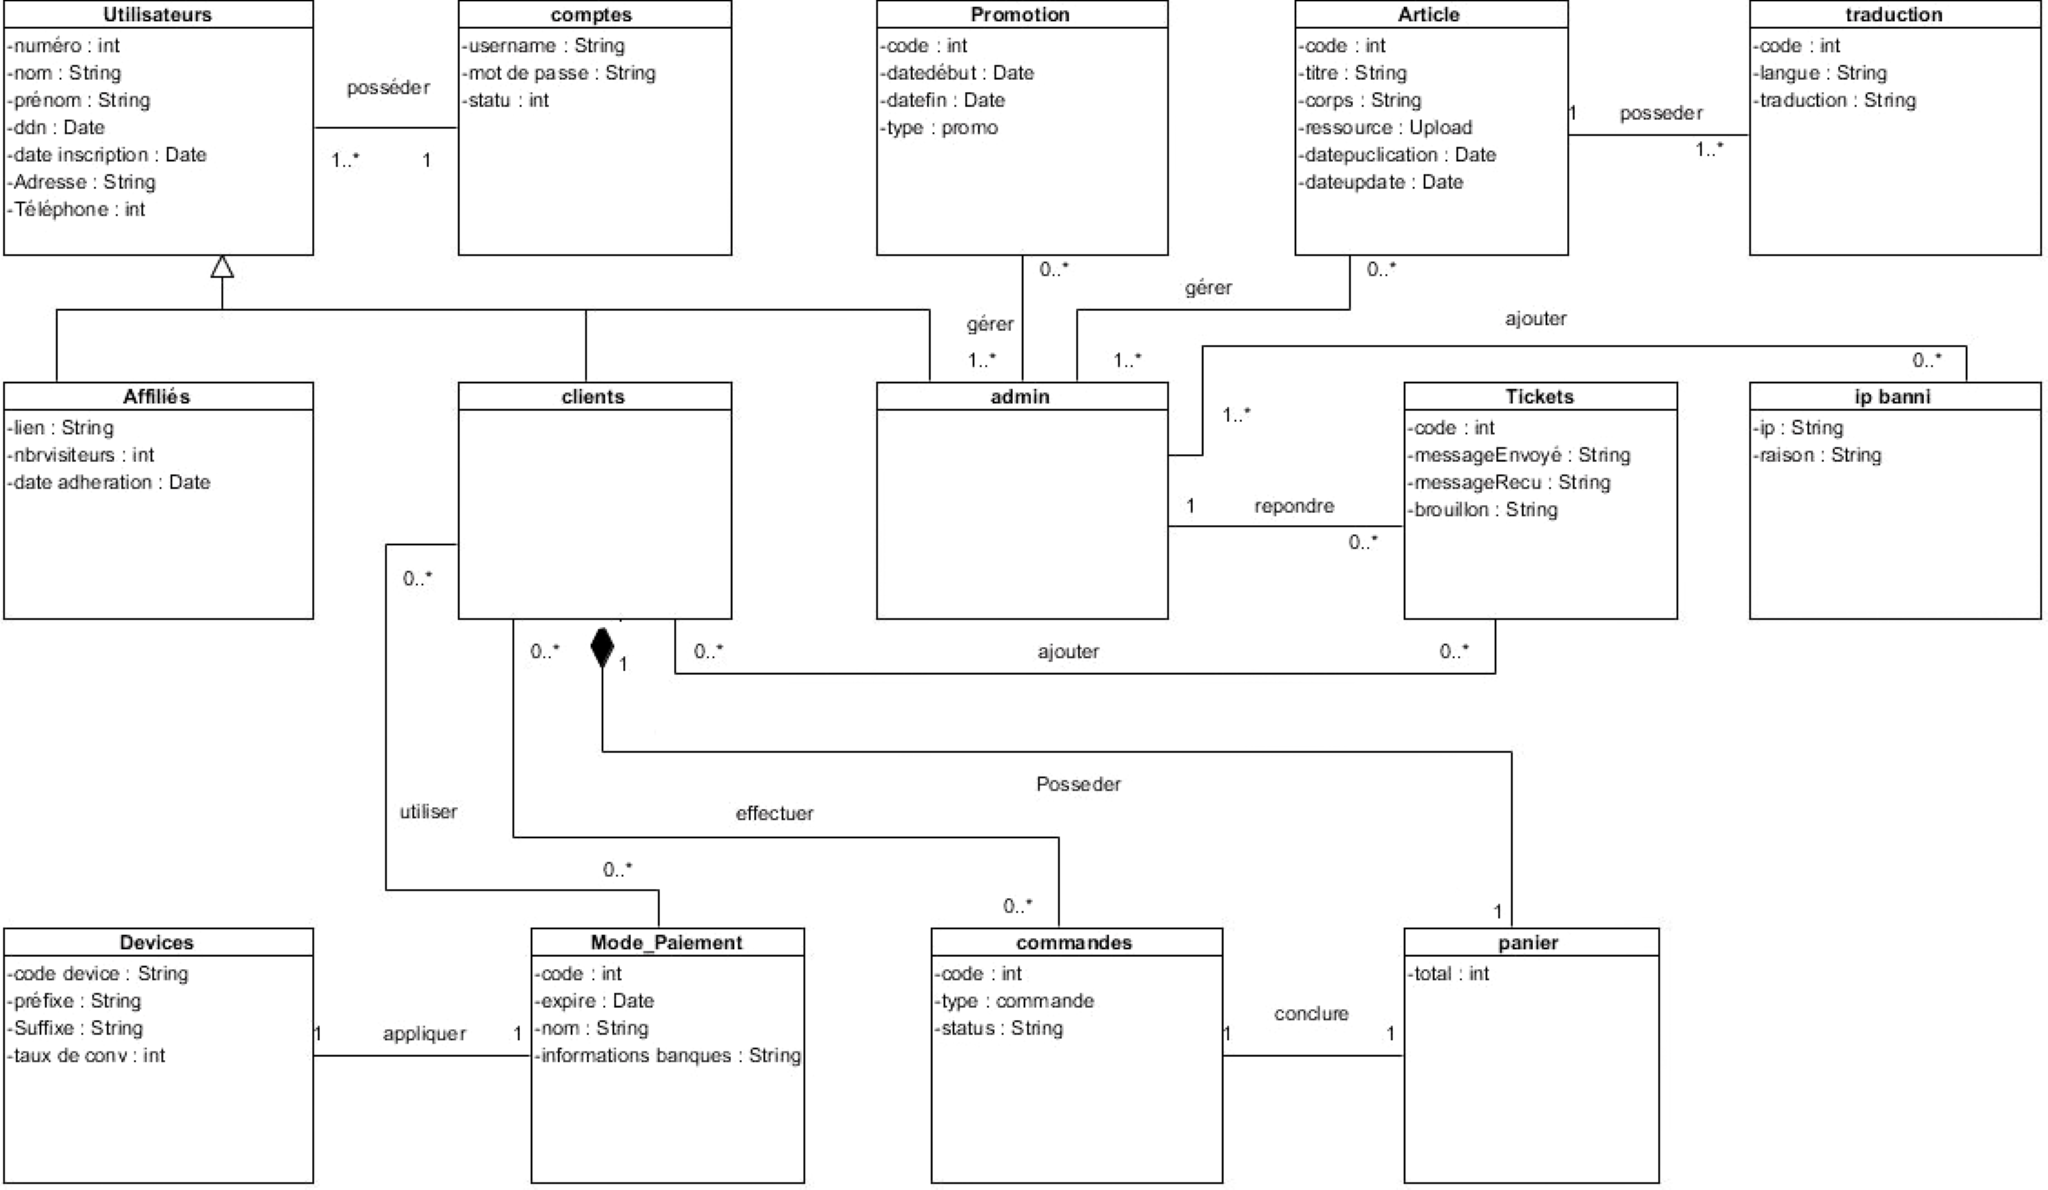 Utilisateurs
-numéro : int
-nom : String
-prénom : String
-ddn : Date
-date inscription : Date
-Adresse : String
-Téléphone : int
posséder
1..*
1
comptes
-username : String
-mot de passe : String
-statu : int
Promotion
-code : int
-datedébut : Date
-datefin : Date
-type : promo
Article
-code : int
-titre : String
-corps : String
-ressource : Upload
-datepuclication : Date
-dateupdate : Date
1
posseder
1..*
traduction
-code : int
-langue : String
-traduction : String
0..*
gérer
1..*
0..*
gérer
1..*
ajouter
0..*
1..*
Affiliés
-lien : String
-nbrvisiteurs : int
-date adheration : Date
clients
admin
1
repondre
0..*
Tickets
-code : int
-messageEnvoyé : String
-messageRecu : String
-brouillon : String
ip banni
-ip : String
-raison : String
0..*
0..*
1
0..*
ajouter
0..*
Posseder
utiliser
effectuer
0..*
0..*
1
Devices
-code device : String
-préfixe : String
-Suffixe : String
-taux de conv : int
1
appliquer
1
Mode_Paiement
-code : int
-expire : Date
-nom : String
-informations banques : String
commandes
-code : int
-type : commande
-status : String
1
conclure
1
panier
-total : int